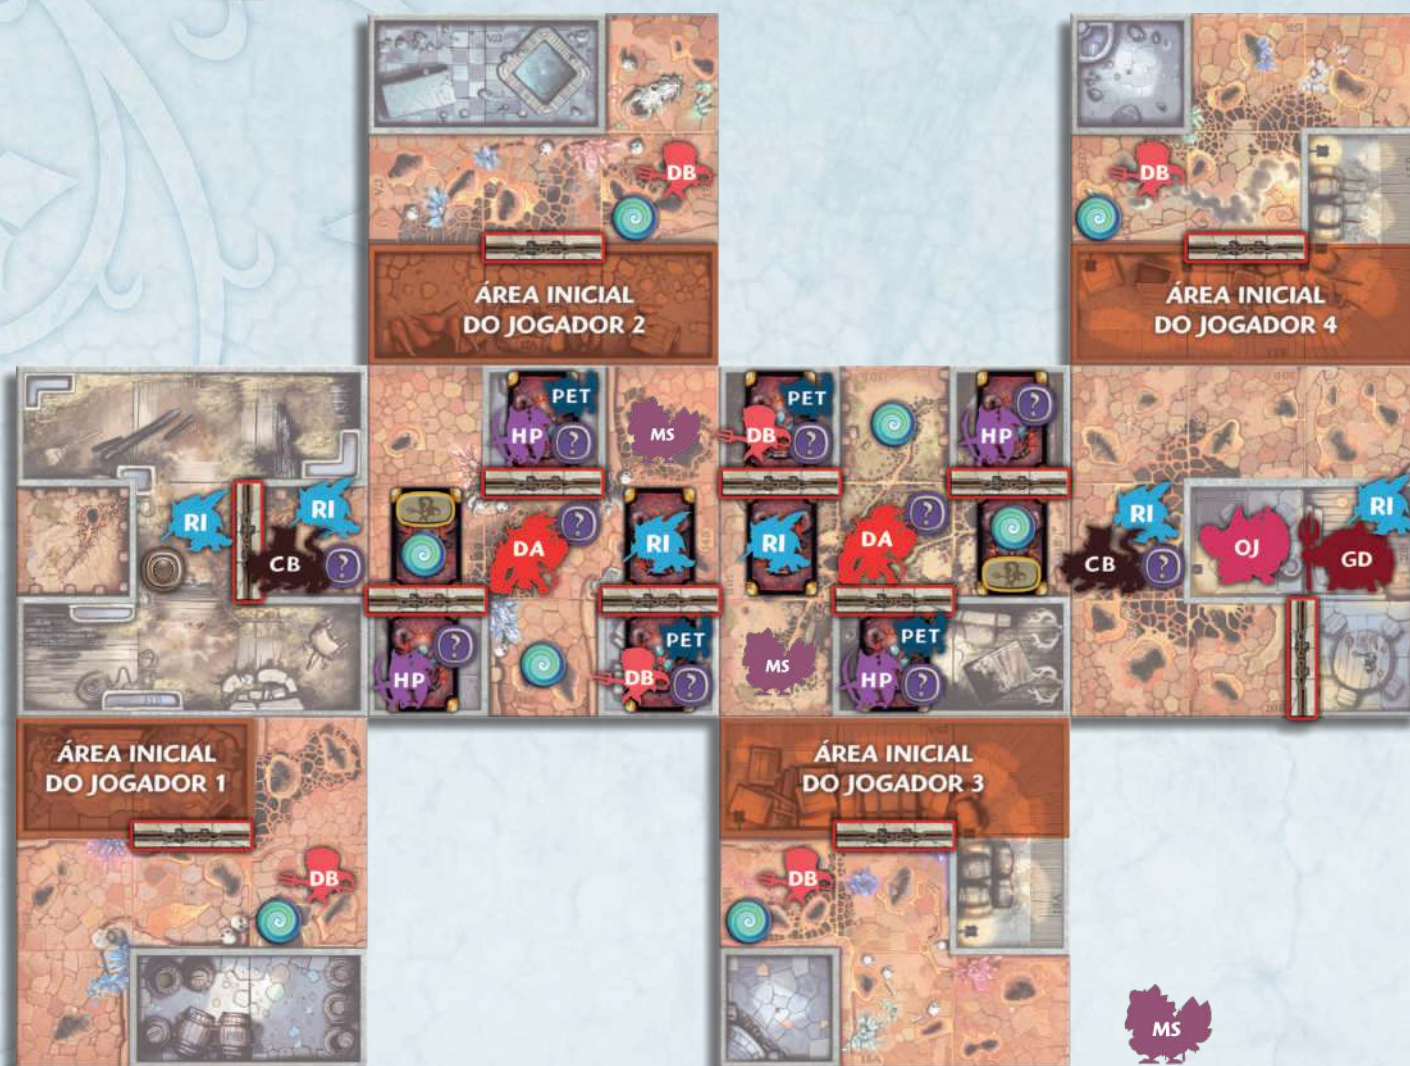 DB
DB
ÁREA INICIAL
DO JOGADOR 2
ÁREA INICIAL
DO JOGADOR 4
PET
HP
?
MS
PET
DB
?
?
HP
RI
RI
CB
?
?
DA
RI
RI
?
DA
RI
CB
?
OJ
RI
GD
HP
?
PET
DB
?
MS
PET
HP
?
ÁREA INICIAL
DO JOGADOR 1
ÁREA INICIAL
DO JOGADOR 3
DB
DB
MS